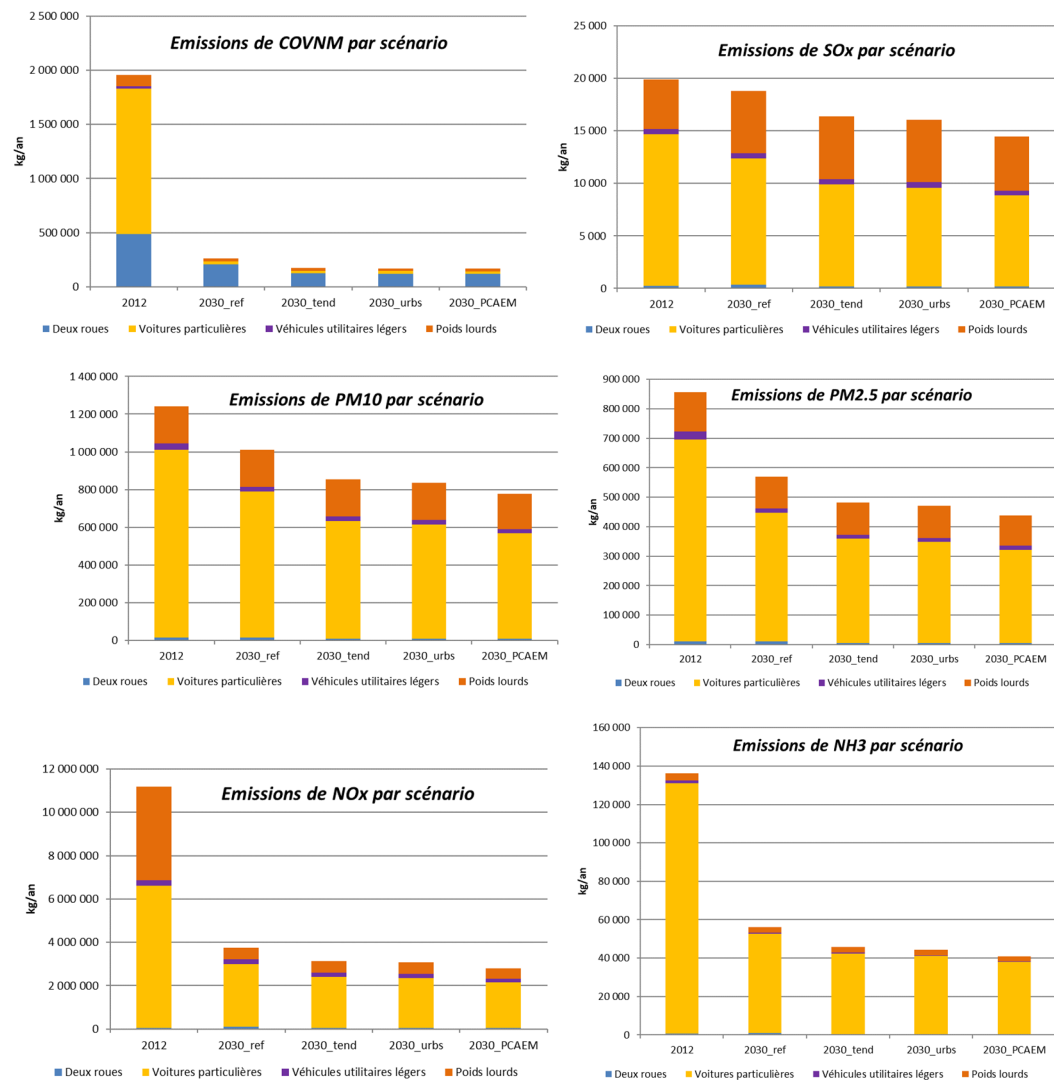 Emissions de COVNM par scénario
2 500 000
2 000 000
1 500 000
1 000 000
500 000
0
kg/an
2012 2030_ref 2030_tend 2030_urbs 2030_PCAEM
Deux roues Voitures particulières Véhicules utilitaires légers Poids lourds
Emissions de SOx par scénario
25 000
20 000
15 000
10 000
5 000
0
kg/an
2012 2030_ref 2030_tend 2030_urbs 2030_PCAEM
Deux roues Voitures particulières Véhicules utilitaires légers Poids lourds
Emissions de PM10 par scénario
1 400 000
1 200 000
1 000 000
800 000
600 000
400 000
200 000
0
kg/an
2012 2030_ref 2030_tend 2030_urbs 2030_PCAEM
Deux roues Voitures particulières Véhicules utilitaires légers Poids lourds
Emissions de PM2.5 par scénario
900 000
800 000
700 000
600 000
500 000
400 000
300 000
200 000
100 000
0
kg/an
2012 2030_ref 2030_tend 2030_urbs 2030_PCAEM
Deux roues Voitures particulières Véhicules utilitaires légers Poids lourds
Emissions de NOx par scénario
12 000 000
10 000 000
8 000 000
6 000 000
4 000 000
2 000 000
0
kg/an
2012 2030_ref 2030_tend 2030_urbs 2030_PCAEM
Deux roues Voitures particulières Véhicules utilitaires légers Poids lourds
Emissions de NH3 par scénario
160 000
140 000
120 000
100 000
80 000
60 000
40 000
20 000
0
kg/an
2012 2030_ref 2030_tend 2030_urbs 2030_PCAEM
Deux roues Voitures particulières Véhicules utilitaires légers Poids lourds